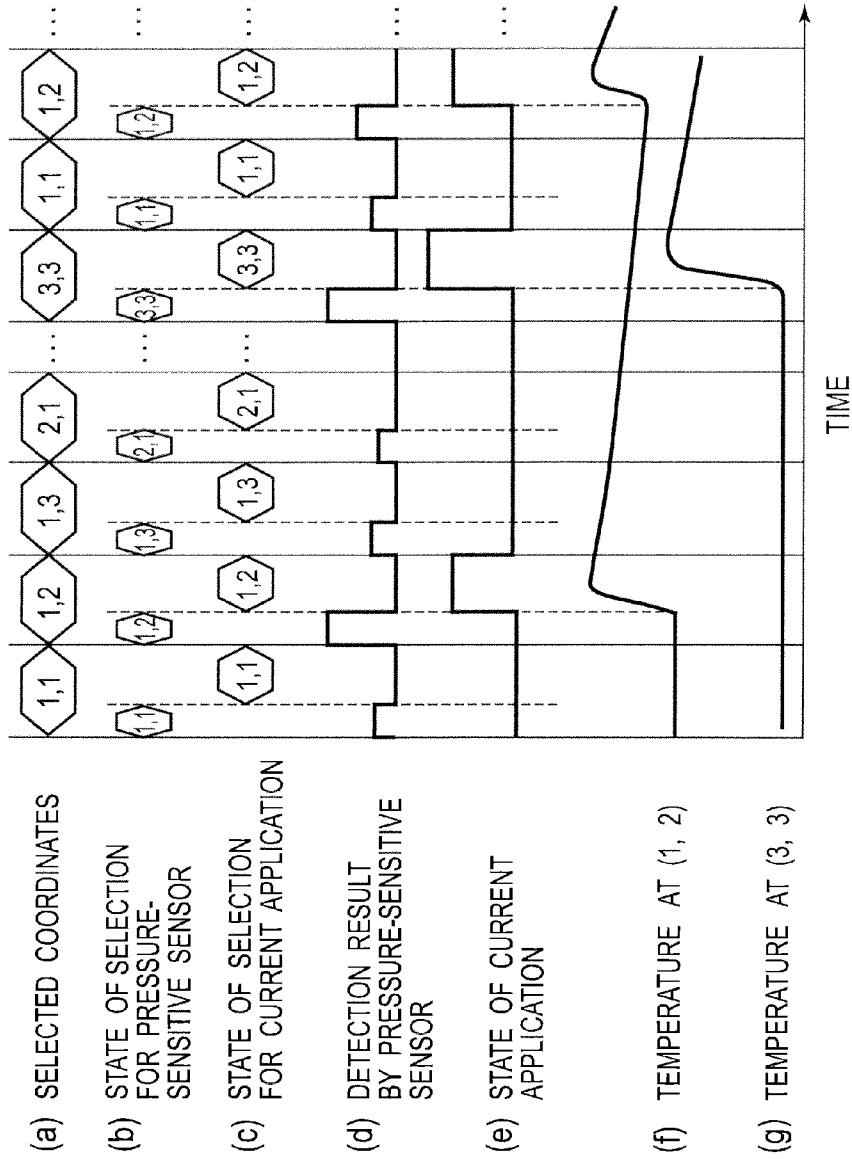 (a) SELECTED COORDINATES
1,1 1,2 1,3 2,1 ... 3,3 1,1 1,2 ...
(b) STATE OF SELECTION
FOR PRESSURE-
SENSITIVE SENSOR
1,1 1,2 1,3 2,1 ... 3,3 1,1 1,2 ...
(c) STATE OF SELECTION
FOR CURRENT APPLICATION
1,1 1,2 1,3 2,1 ... 3,3 1,1 1,2 ...
(d) DETECTION RESULT
BY PRESSURE-SENSITIVE
SENSOR
...
(e) STATE OF CURRENT
APPLICATION
...
(f) TEMPERATURE AT (1, 2)
(g) TEMPERATURE AT (3, 3)
TIME